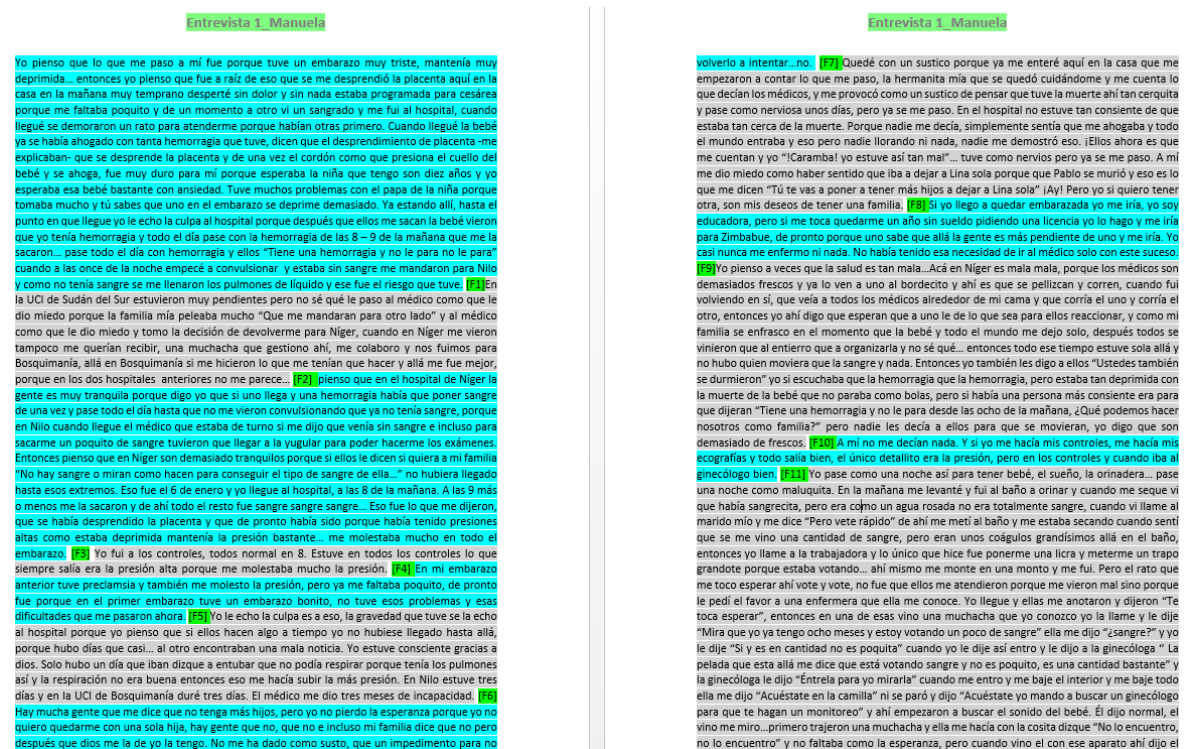 Entrevista 1_Manuela
Yo pienso que lo que me paso a mí fue porque tuve un embarazo muy triste, mantenía muy
deprimida... entonces yo pienso que fue a raíz de eso que se me desprendió la placenta aquí en la
casa en la mañana muy temprano desperté sin dolor y sin nada estaba programada para cesárea
porque me faltaba poquito y de un momento a otro vi un sangrado y me fui al hospital, cuando
llegué se demoraron un rato para atenderme porque habían otras primero. Cuando llegué la bebé
ya se había ahogado con tanta hemorragia que tuve, dicen que el desprendimiento de placenta -me
explicaban- que se desprende la placenta y de una vez el cordón como que presiona el cuello del
bebé y se ahoga, fue muy duro para mí porque esperaba la niña que tengo son diez años y yo
esperaba esa bebé bastante con ansiedad. Tuve muchos problemas con el papa de la niña porque
tomaba mucho y tú sabes que uno en el embarazo se deprime demasiado. Ya estando allí, hasta el
punto en que llegue yo le echo la culpa al hospital porque después que ellos me sacan la bebé vieron
que yo tenía hemorragia y todo el día pase con la hemorragia de las 8 – 9 de la mañana que me la
sacaron... pase todo el día con hemorragia y ellos "Tiene una hemorragia y no le para no le para"
cuando a las once de la noche empecé a convulsionar y estaba sin sangre me mandaron para Nilo
y como no tenía sangre se me llenaron los pulmones de líquido y ese fue el riesgo que tuve. [F1]En
la UCI de Sudán del Sur estuvieron muy pendientes pero no sé qué le paso al médico como que le
dio miedo porque la familia mía peleaba mucho "Que me mandaran para otro lado" y al médico
como que le dio miedo y tomo la decisión de devolverme para Níger, cuando en Níger me vieron
tampoco me querían recibir, una muchacha que gestiono ahí, me colaboro y nos fuimos para
Bosquimanía, allá en Bosquimanía si me hicieron lo que me tenían que hacer y allá me fue mejor,
porque en los dos hospitales anteriores no me parece... [F2] pienso que en el hospital de Níger la
gente es muy tranquila porque digo yo que si uno llega y una hemorragia había que poner sangre
de una vez y pase todo el día hasta que no me vieron convulsionando que ya no tenía sangre, porque
en Nilo cuando llegue el médico que estaba de turno si me dijo que venía sin sangre e incluso para
sacarme un poquito de sangre tuvieron que llegar a la yugular para poder hacerme los exámenes.
Entonces pienso que en Níger son demasiado tranquilos porque si ellos le dicen si quiera a mi familia
"No hay sangre o miran como hacen para conseguir el tipo de sangre de ella..." no hubiera llegado
hasta esos extremos. Eso fue el 6 de enero y yo llegue al hospital, a las 8 de la mañana. A las 9 más
o menos me la sacaron y de ahí todo el resto fue sangre sangre sangre... Eso fue lo que me dijeron,
que se había desprendido la placenta y que de pronto había sido porque había tenido presiones
altas como estaba deprimida mantenía la presión bastante... me molestaba mucho en todo el
embarazo. [F3] Yo fui a los controles, todos normal en 8. Estuve en todos los controles lo que
siempre salía era la presión alta porque me molestaba mucho la presión. [F4] En mi embarazo
anterior tuve preclamsia y también me molesto la presión, pero ya me faltaba poquito, de pronto
fue porque en el primer embarazo tuve un embarazo bonito, no tuve esos problemas y esas
dificultades que me pasaron ahora. [F5] Yo le echo la culpa es a eso, la gravedad que tuve se la echo
al hospital porque yo pienso que si ellos hacen algo a tiempo yo no hubiese llegado hasta allá,
porque hubo días que casi... al otro encontraban una mala noticia. Yo estuve consciente gracias a
dios. Solo hubo un día que iban dizque a entubar que no podía respirar porque tenía los pulmones
así y la respiración no era buena entonces eso me hacía subir la más presión. En Nilo estuve tres
días y en la UCI de Bosquimanía duré tres días. El médico me dio tres meses de incapacidad. [F6]
Hay mucha gente que me dice que no tenga más hijos, pero yo no pierdo la esperanza porque yo no
quiero quedarme con una sola hija, hay gente que no, que no e incluso mi familia dice que no pero
después que dios me la de yo la tengo. No me ha dado como susto, que un impedimento para no
Entrevista 1_Manuela
volverlo a intentar...no. [F7] Quedé con un sustico porque ya me enteré aquí en la casa que me
empezaron a contar lo que me paso, la hermanita mía que se quedó cuidándome y me cuenta lo
que decían los médicos, y me provocó como un sustico de pensar que tuve la muerte ahí tan cerquita
y pase como nerviosa unos días, pero ya se me paso. En el hospital no estuve tan consiente de que
estaba tan cerca de la muerte. Porque nadie me decía, simplemente sentía que me ahogaba y todo
el mundo entraba y eso pero nadie llorando ni nada, nadie me demostró eso. ¡Ellos ahora es que
me cuentan y yo "!Caramba! yo estuve así tan mal"... tuve como nervios pero ya se me paso. A mí
me dio miedo como haber sentido que iba a dejar a Lina sola porque que Pablo se murió y eso es lo
que me dicen "Tú te vas a poner a tener más hijos a dejar a Lina sola" ¡Ay! Pero yo si quiero tener
otra, son mis deseos de tener una familia. [F8] Si yo llego a quedar embarazada yo me iría, yo soy
educadora, pero si me toca quedarme un año sin sueldo pidiendo una licencia yo lo hago y me iría
para Zimbabue, de pronto porque uno sabe que allá la gente es más pendiente de uno y me iría. Yo
casi nunca me enfermo ni nada. No había tenido esa necesidad de ir al médico solo con este suceso.
[F9]Yo pienso a veces que la salud es tan mala...Acá en Níger es mala mala, porque los médicos son
demasiados frescos y ya lo ven a uno al bordecito y ahí es que se pellizcan y corren, cuando fui
volviendo en sí, que veía a todos los médicos alrededor de mi cama y que corría el uno y corría el
otro, entonces yo ahí digo que esperan que a uno le de lo que sea para ellos reaccionar, y como mi
familia se enfrasco en el momento que la bebé y todo el mundo me dejo solo, después todos se
vinieron que al entierro que a organizarla y no sé qué... entonces todo ese tiempo estuve sola allá y
no hubo quien moviera que la sangre y nada. Entonces yo también les digo a ellos "Ustedes también
se durmieron" yo si escuchaba que la hemorragia que la hemorragia, pero estaba tan deprimida con
la muerte de la bebé que no paraba como bolas, pero si había una persona más consiente era para
que dijeran "Tiene una hemorragia y no le para desde las ocho de la mañana, ¿Qué podemos hacer
nosotros como familia?" pero nadie les decía a ellos para que se movieran, yo digo que son
demasiado de frescos. [F10] A mí no me decían nada. Y si yo me hacía mis controles, me hacía mis
ecografías y todo salía bien, el único detallito era la presión, pero en los controles y cuando iba al
ginecólogo bien. [F11] Yo pase como una noche así para tener bebé, el sueño, la orinadera... pase
una noche como maluquita. En la mañana me levanté y fui al baño a orinar y cuando me seque vi
que había sangrecita, pero era como un agua rosada no era totalmente sangre, cuando vi llame al
marido mío y me dice "Pero vete rápido" de ahí me metí al baño y me estaba secando cuando sentí
que se me vino una cantidad de sangre, pero eran unos coágulos grandísimos allá en el baño,
entonces yo llame a la trabajadora y lo único que hice fue ponerme una licra y meterme un trapo
grandote porque estaba votando... ahí mismo me monte en una monto y me fui. Pero el rato que
me toco esperar ahí vote y vote, no fue que ellos me atendieron porque me vieron mal sino porque
le pedí el favor a una enfermera que ella me conoce. Yo llegue y ellas me anotaron y dijeron "Te
toca esperar", entonces en una de esas vino una muchacha que yo conozco yo la llame y le dije
"Mira que yo ya tengo ocho meses y estoy votando un poco de sangre" ella me dijo "¿sangre?" y yo
le dije "Si y es en cantidad no es poquita" cuando yo le dije así entro y le dijo a la ginecóloga " La
pelada que esta allá me dice que está votando sangre y no es poquito, es una cantidad bastante" y
la ginecóloga le dijo "Éntrela para yo mirarla" cuando me entro y me baje el interior y me baje todo
ella me dijo "Acuéstate en la camilla" ni se paró y dijo "Acuéstate yo mando a buscar un ginecólogo
para que te hagan un monitoreo" y ahí empezaron a buscar el sonido del bebé. Él dijo normal, el
vino me miro...primero trajeron una muchacha y ella me hacía con la cosita dizque "No lo encuentro,
no lo encuentro" y no faltaba como la esperanza, pero cuando vino el con ese aparato ahí dijo el